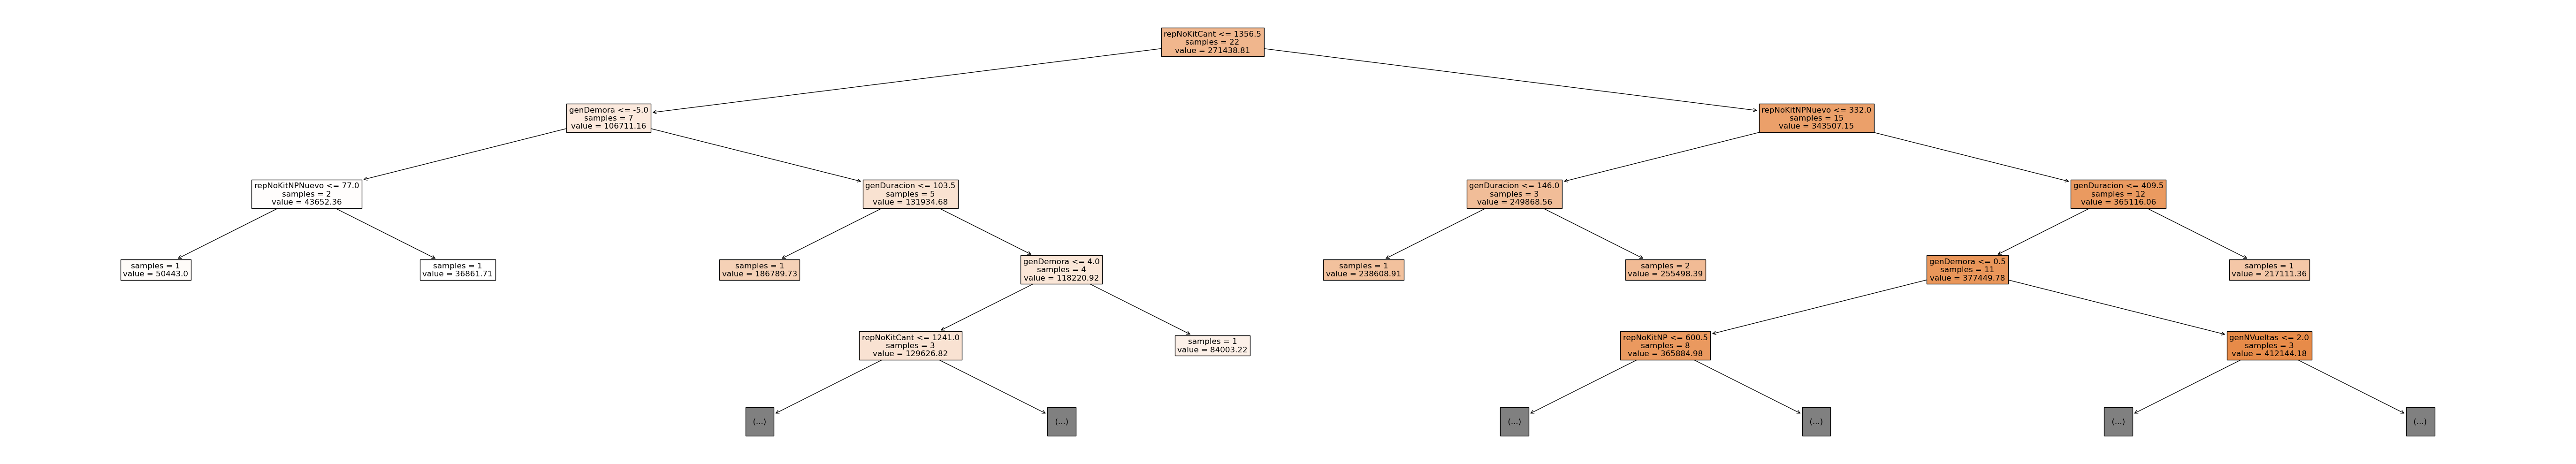 repNoKitCant <= 1356.5
samples = 22
value = 271438.81
genDemora <= -5.0
samples = 7
value = 106711.16
repNoKitNPNuevo <= 332.0
samples = 15
value = 343507.15
repNoKitNPNuevo <= 77.0
samples = 2
value = 43652.36
genDuracion <= 103.5
samples = 5
value = 131934.68
genDuracion <= 146.0
samples = 3
value = 249868.56
genDuracion <= 409.5
samples = 12
value = 365116.06
samples = 1
value = 50443.0
samples = 1
value = 36861.71
samples = 1
value = 186789.73
genDemora <= 4.0
samples = 4
value = 118220.92
samples = 1
value = 238608.91
samples = 2
value = 255498.39
genDemora <= 0.5
samples = 11
value = 377449.78
samples = 1
value = 217111.36
repNoKitCant <= 1241.0
samples = 3
value = 129626.82
samples = 1
value = 84003.22
repNoKitNP <= 600.5
samples = 8
value = 365884.98
genNVueltas <= 2.0
samples = 3
value = 412144.18
(...)
(...)
(...)
(...)
(...)
(...)